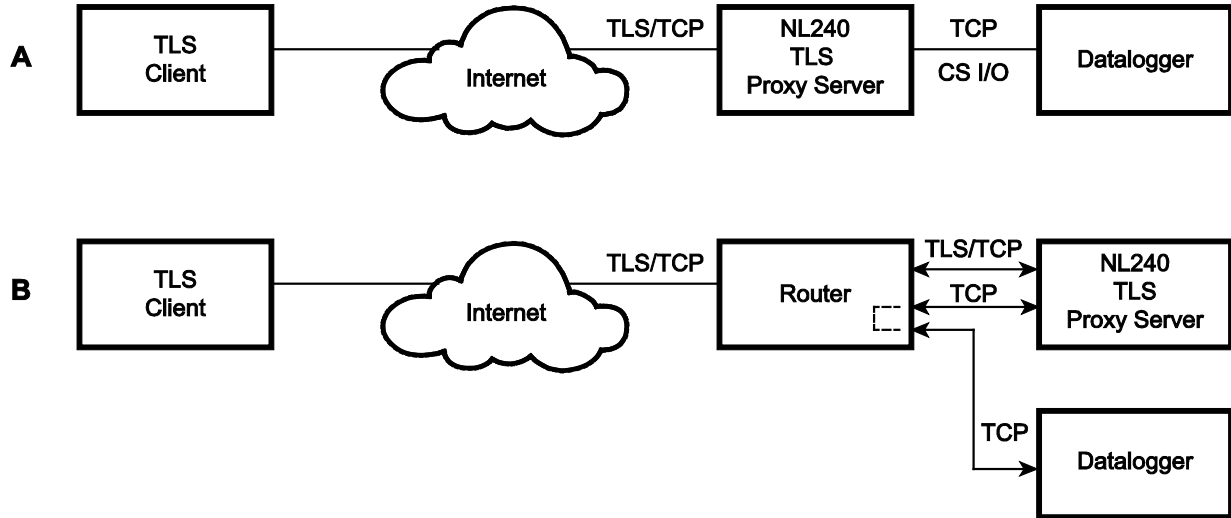 A
TLS
Client
Internet
TLS/TCP
NL240
TLS
Proxy Server
TCP
CS I/O
Datalogger
B
TLS
Client
Internet
TLS/TCP
Router
TLS/TCP
TCP
NL240
TLS
Proxy Server
TCP
Datalogger